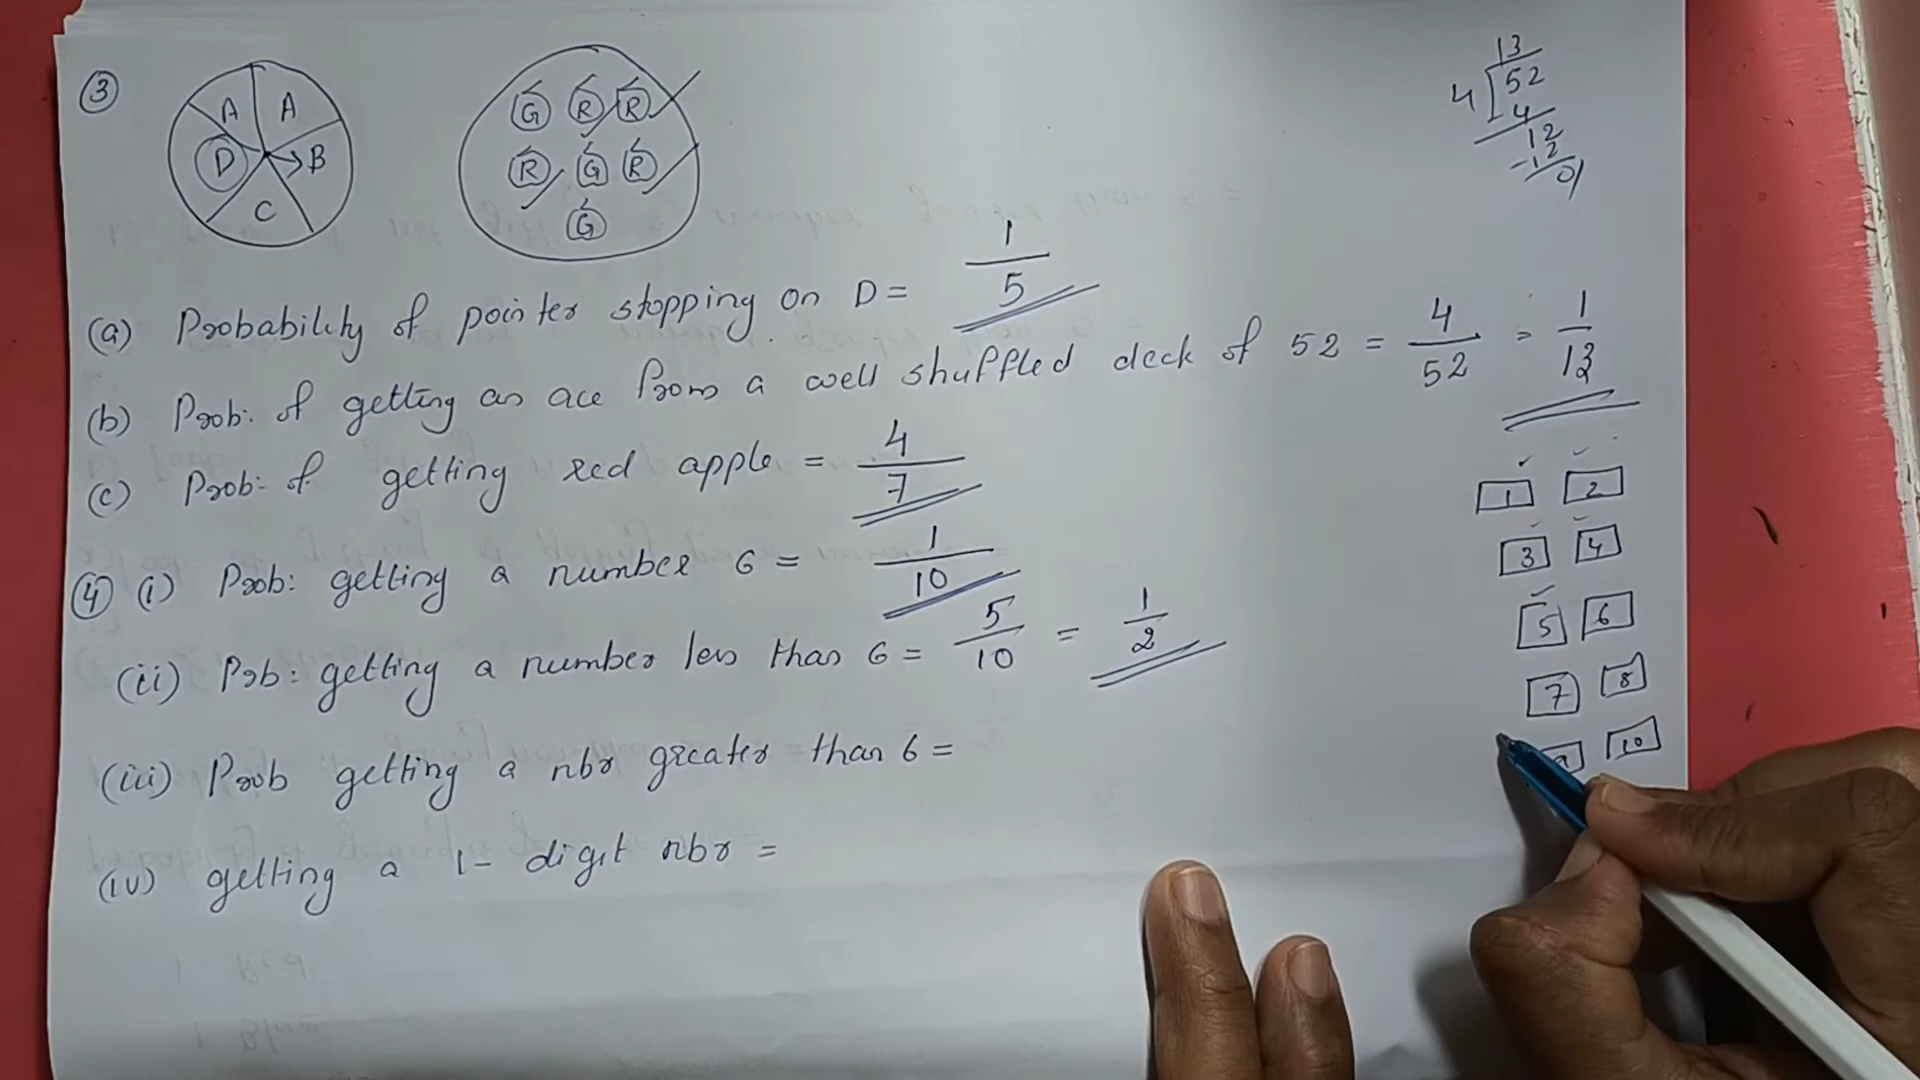 ③
A A
D B
C
G R R
R G R
G
13
4 52
4
12
-12
0
(a) Probability of pointer stopping on D = 1/5
(b) Prob: of getting an ace from a well shuffled deck of 52 = 4/52 = 1/13
(c) Prob: of getting red apple = 4/7
④ (i) Prob: getting a number 6 = 1/10
(ii) Prob: getting a number less than 6 = 5/10 = 1/2
(iii) Prob getting a nbr greater than 6 =
(iv) getting a 1- digit nbr =
1 2
3 4
5 6
7 8
9 10